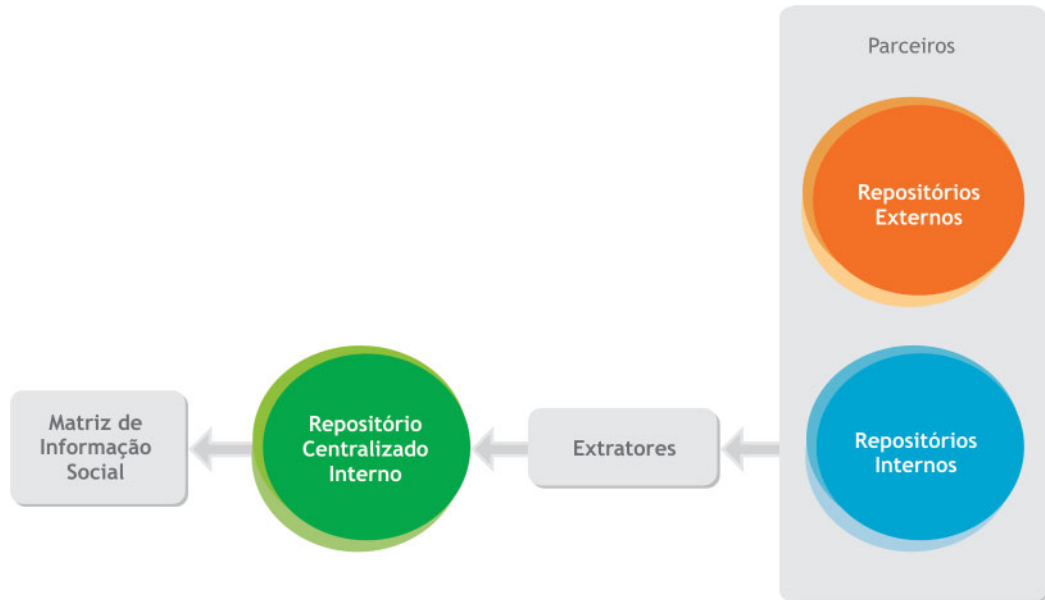 Parceiros
Repositórios
Externos
Matriz de
Informação
Social
Repositório
Centralizado
Interno
Extratores
Repositórios
Internos